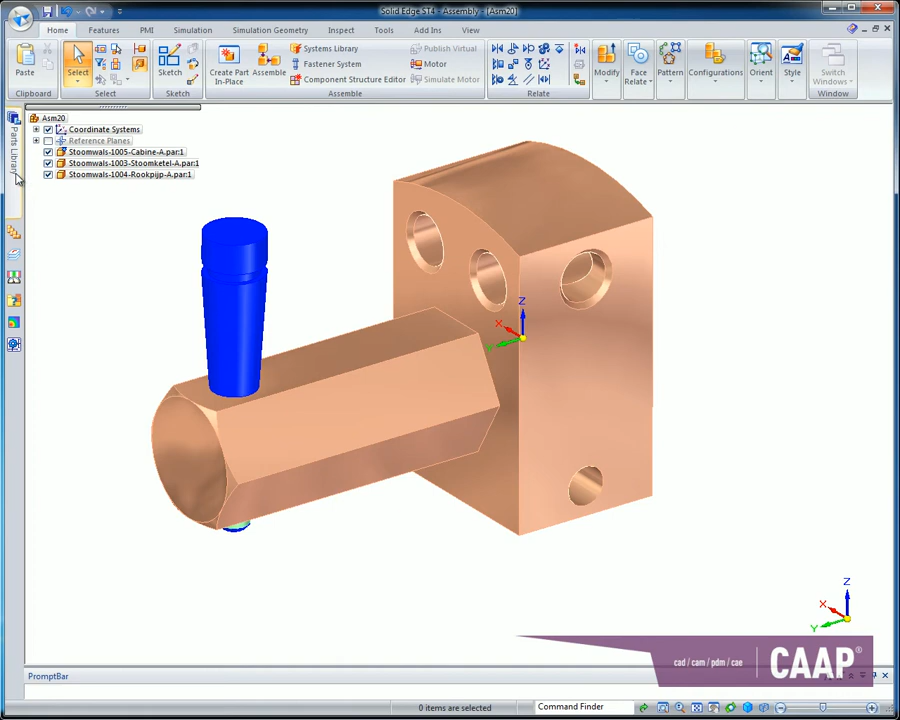 Solid Edge ST4 - Assembly - [Asm20]
Home Features PMI Simulation Simulation Geometry Inspect Tools Add Ins View
Paste
Clipboard
Select
Select
Sketch
Sketch
Create Part In-Place
Assemble
Systems Library
Fastener System
Component Structure Editor
Publish Virtual
Motor
Simulate Motor
Assemble
Relate
Modify
Face Relate
Pattern
Configurations
Orient
Style
Switch Windows
Window
Parts Library
Asm20
Coordinate Systems
Reference Planes
Stoomwals-1005-Cabine-A.par:1
Stoomwals-1003-Stoomketel-A.par:1
Stoomwals-1004-Rookpijp-A.par:1
Z
X
Z
X
Y
cad / cam / pdm / cae
CAAP®
PromptBar
0 items are selected
Command Finder